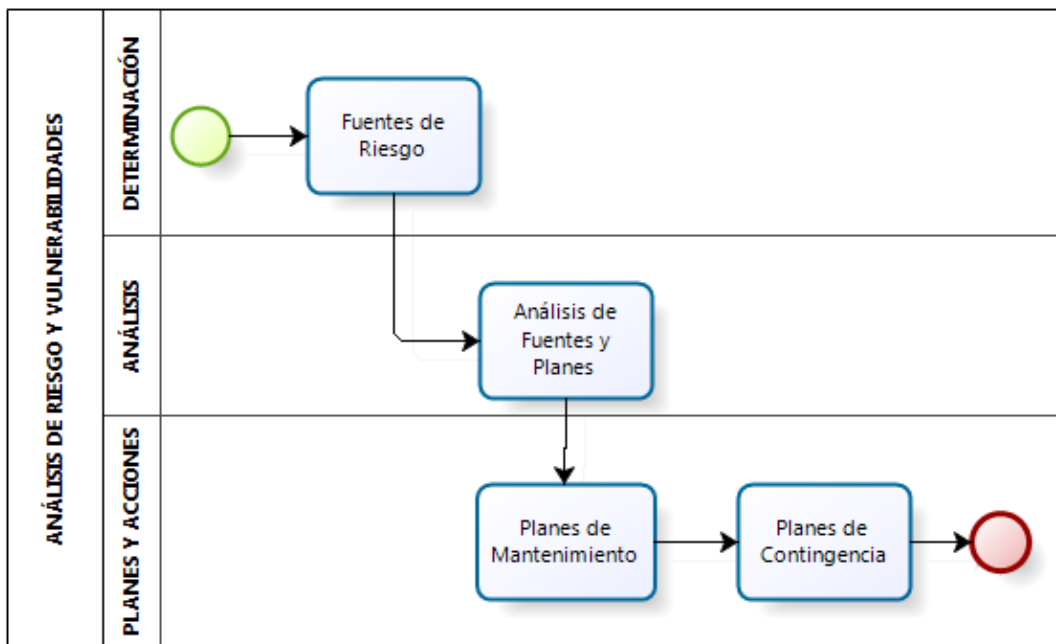 ANÁLISIS DE RIESGO Y VULNERABILIDADES
DETERMINACIÓN
Fuentes de
Riesgo
ANÁLISIS
Análisis de
Fuentes y
Planes
PLANES Y ACCIONES
Planes de
Mantenimiento
Planes de
Contingencia